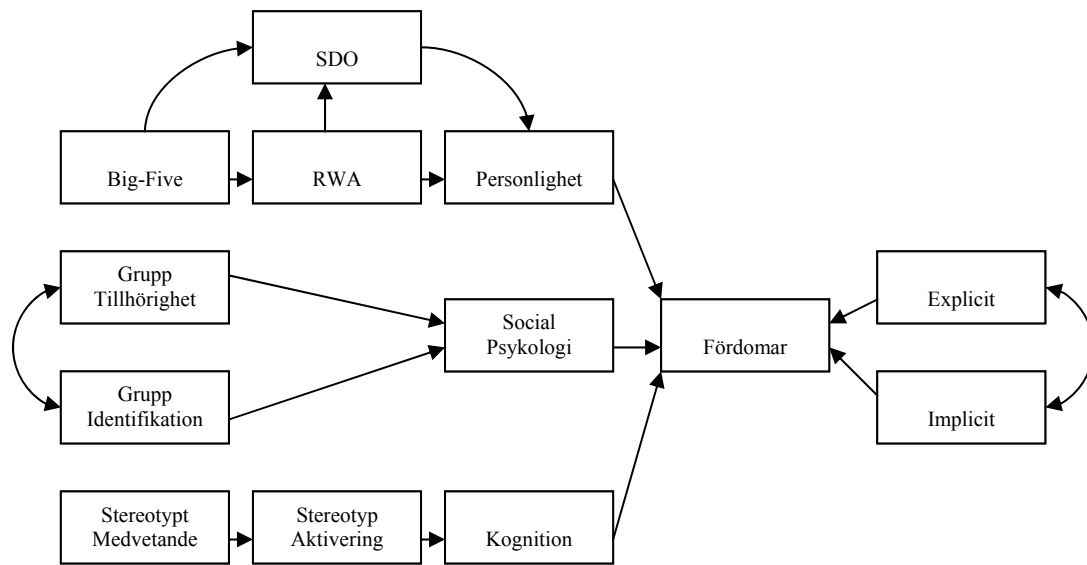 SDO
Big-Five
RWA
Personlighet
Grupp
Tillhörighet
Social
Psykologi
Fördomar
Explicit
Grupp
Identifikation
Implicit
Stereotypt
Medvetande
Stereotyp
Aktivering
Kognition